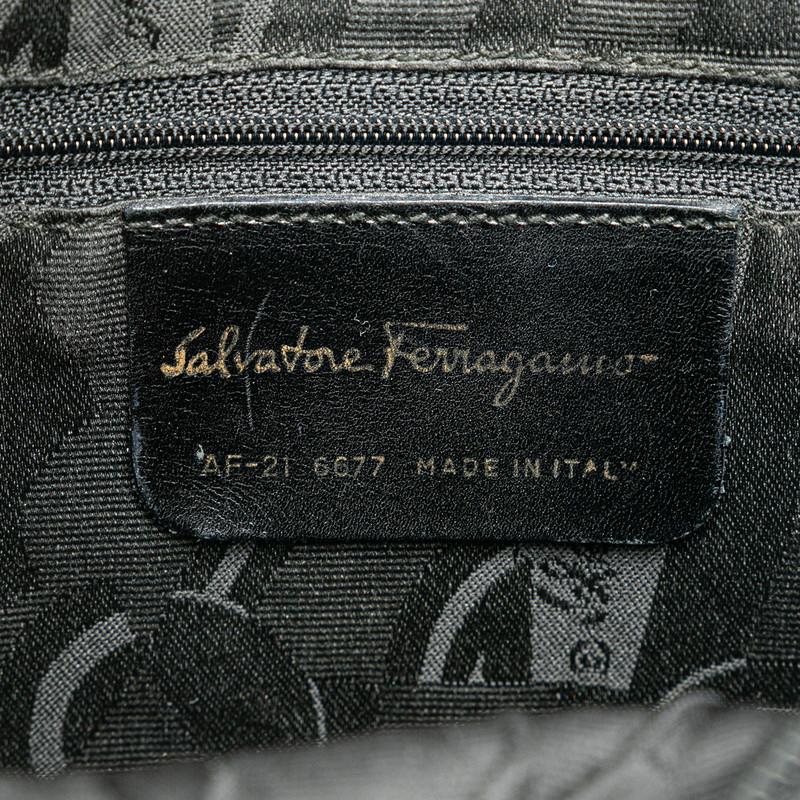 Salvatore Ferragamo
AF-21 6677 MADE IN ITALY